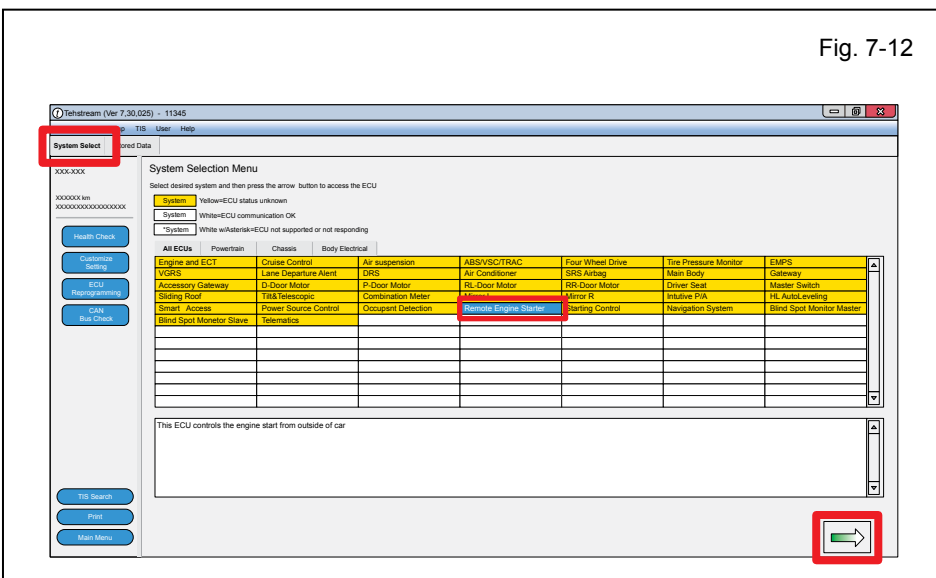 Fig. 7-12
Tehstream (Ver 7,30,025) - 11345
TIS User Help
System Select ored Data
XXX-XXX
XXXXXX km
XXXXXXXXXXXXXXXXX
Health Check
Customize
Setting
ECU
Reprogramming
CAN
Bus Check
TIS Search
Print
Main Menu
System Selection Menu
Select desired system and then press the arrow button to access the ECU
System Yellow=ECU status unknown
System White=ECU communication OK
*System White w/Asterisk=ECU not supported or not responding
All ECUs Powertrain Chassis Body Electrical
Engine and ECT Cruise Control Air suspension ABS/VSC/TRAC Four Wheel Drive Tire Pressure Monitor EMPS
VGRS Lane Departure Alent DRS Air Conditioner SRS Airbag Main Body Gateway
Accessory Gateway D-Door Motor P-Door Motor RL-Door Motor RR-Door Motor Driver Seat Master Switch
Sliding Roof Tilt&Telescopic Combination Meter Mirror L Mirror R Intutive P/A HL AutoLeveling
Smart Access Power Source Control Occupsnt Detection Remote Engine Starter Starting Control Navigation System Blind Spot Monitor Master
Blind Spot Monetor Slave Telematics
This ECU controls the engine start from outside of car